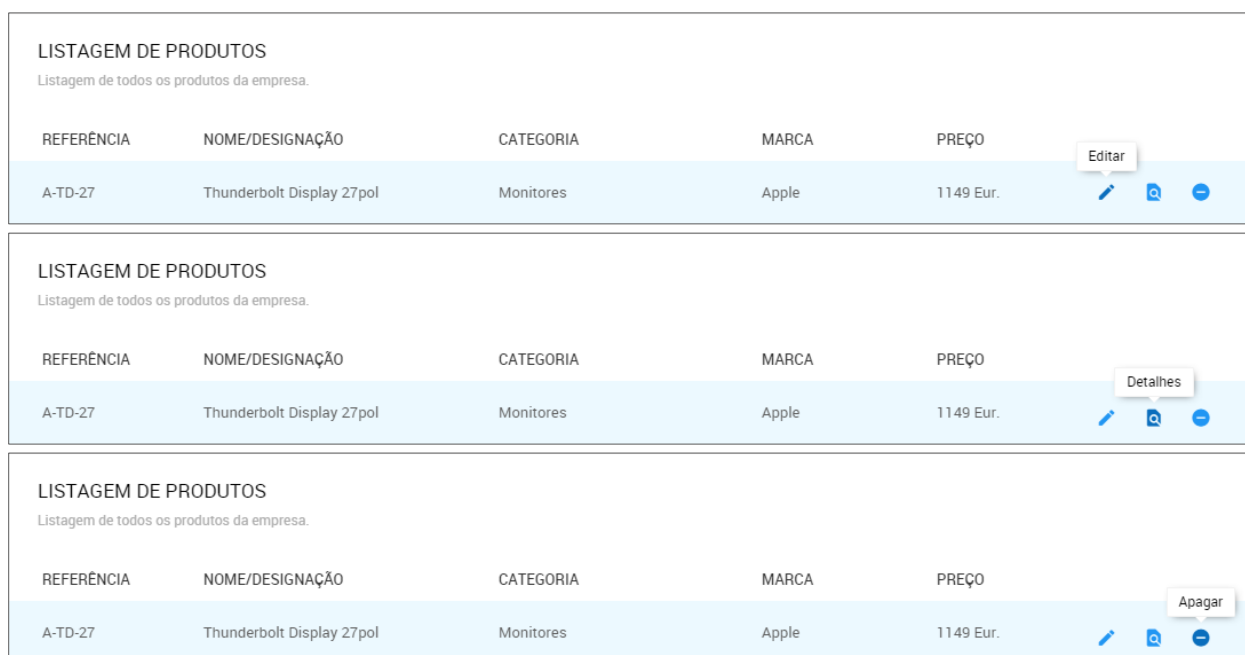 LISTAGEM DE PRODUTOS
Listagem de todos os produtos da empresa.
REFERÊNCIA NOME/DESIGNAÇÃO CATEGORIA MARCA PREÇO
Editar
A-TD-27 Thunderbolt Display 27pol Monitores Apple 1149 Eur.
LISTAGEM DE PRODUTOS
Listagem de todos os produtos da empresa.
REFERÊNCIA NOME/DESIGNAÇÃO CATEGORIA MARCA PREÇO
Detalhes
A-TD-27 Thunderbolt Display 27pol Monitores Apple 1149 Eur.
LISTAGEM DE PRODUTOS
Listagem de todos os produtos da empresa.
REFERÊNCIA NOME/DESIGNAÇÃO CATEGORIA MARCA PREÇO
Apagar
A-TD-27 Thunderbolt Display 27pol Monitores Apple 1149 Eur.